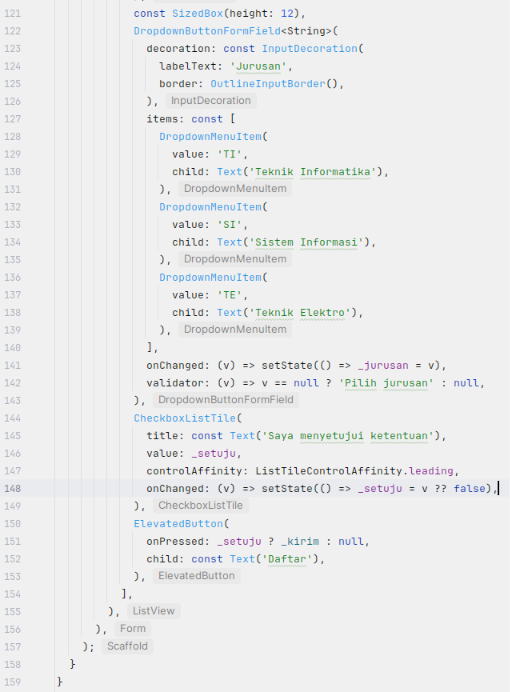 121 const SizedBox(height: 12),
122 DropdownButtonFormField<String>(
123 decoration: const InputDecoration(
124 labelText: 'Jurusan',
125 border: OutlineInputBorder(),
126 ), InputDecoration
127 items: const [
128 DropdownMenuItem(
129 value: 'TI',
130 child: Text('Teknik Informatika'),
131 ), DropdownMenuItem
132 DropdownMenuItem(
133 value: 'SI',
134 child: Text('Sistem Informasi'),
135 ), DropdownMenuItem
136 DropdownMenuItem(
137 value: 'TE',
138 child: Text('Teknik Elektro'),
139 ), DropdownMenuItem
140 ],
141 onChanged: (v) => setState(() => _jurusan = v),
142 validator: (v) => v == null ? 'Pilih jurusan' : null,
143 ), DropdownButtonFormField
144 CheckboxListTile(
145 title: const Text('Saya menyetujui ketentuan'),
146 value: _setuju,
147 controlAffinity: ListTileControlAffinity.leading,
148 onChanged: (v) => setState(() => _setuju = v ?? false),
149 ), CheckboxListTile
150 ElevatedButton(
151 onPressed: _setuju ? _kirim : null,
152 child: const Text('Daftar'),
153 ), ElevatedButton
154 ],
155 ), ListView
156 ), Form
157 ); Scaffold
158 }
159 }